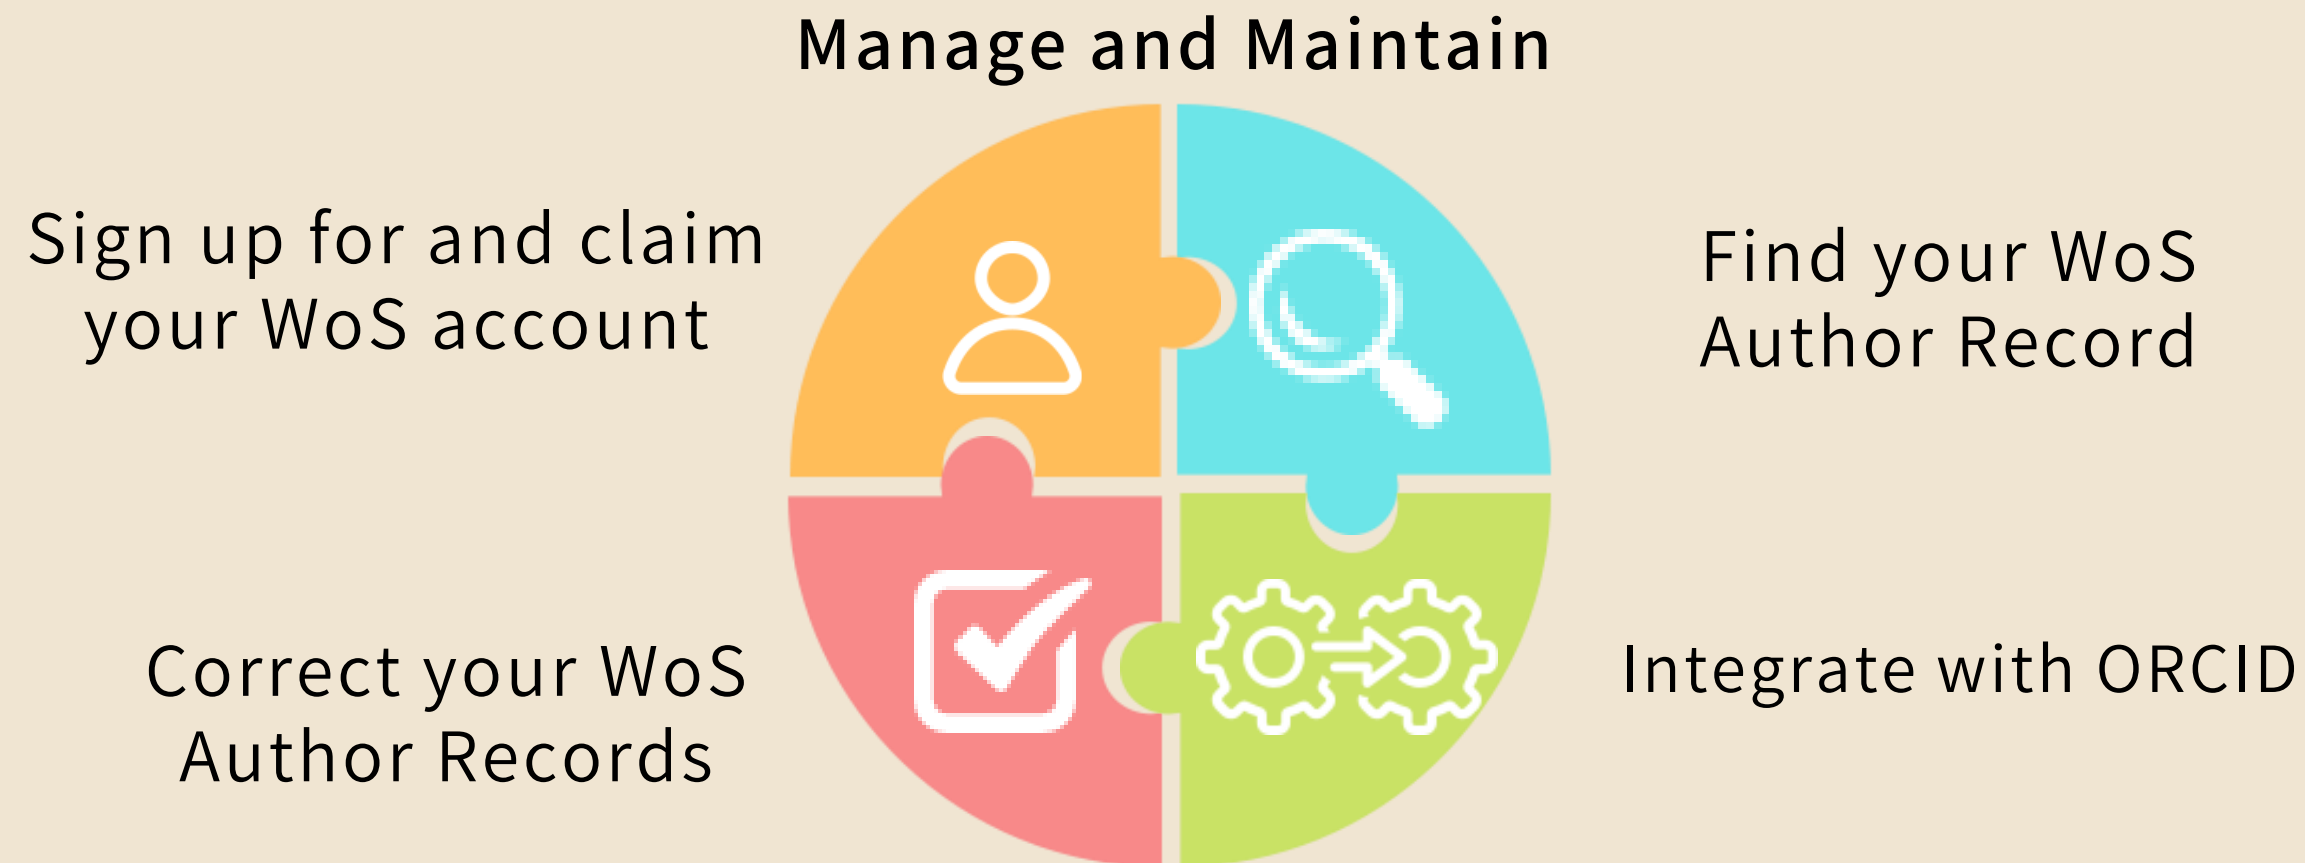 Manage and Maintain
Sign up for and claim
your WoS account
Find your WoS
Author Record
Correct your WoS
Author Records
Integrate with ORCID